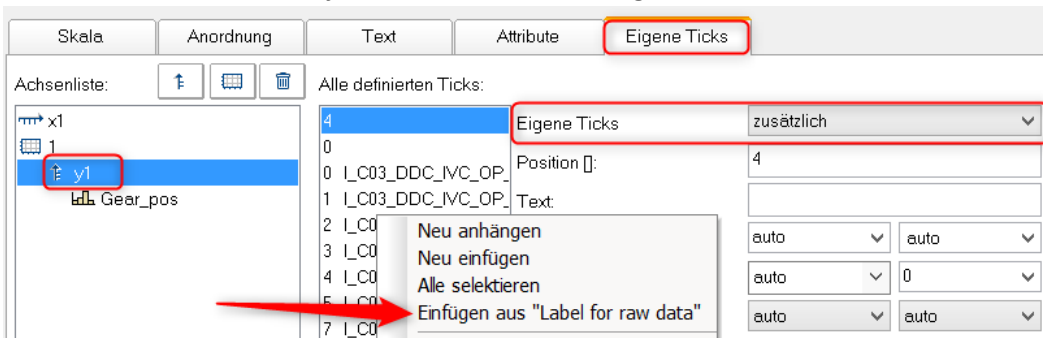 Skala Anordnung Text Attribute Eigene Ticks
Achsenliste: Alle definierten Ticks:
x1
1
y1
Gear_pos
4
0
0 I_C03_DDC_IVC_OP_
1 I_C03_DDC_IVC_OP_
2 I_C0
3 I_C0
4 I_C0
5 I_C0
7 I_C0
Neu anhängen
Neu einfügen
Alle selektieren
Einfügen aus "Label for raw data"
Eigene Ticks zusätzlich
Position []: 4
Text:
auto auto
auto 0
auto auto